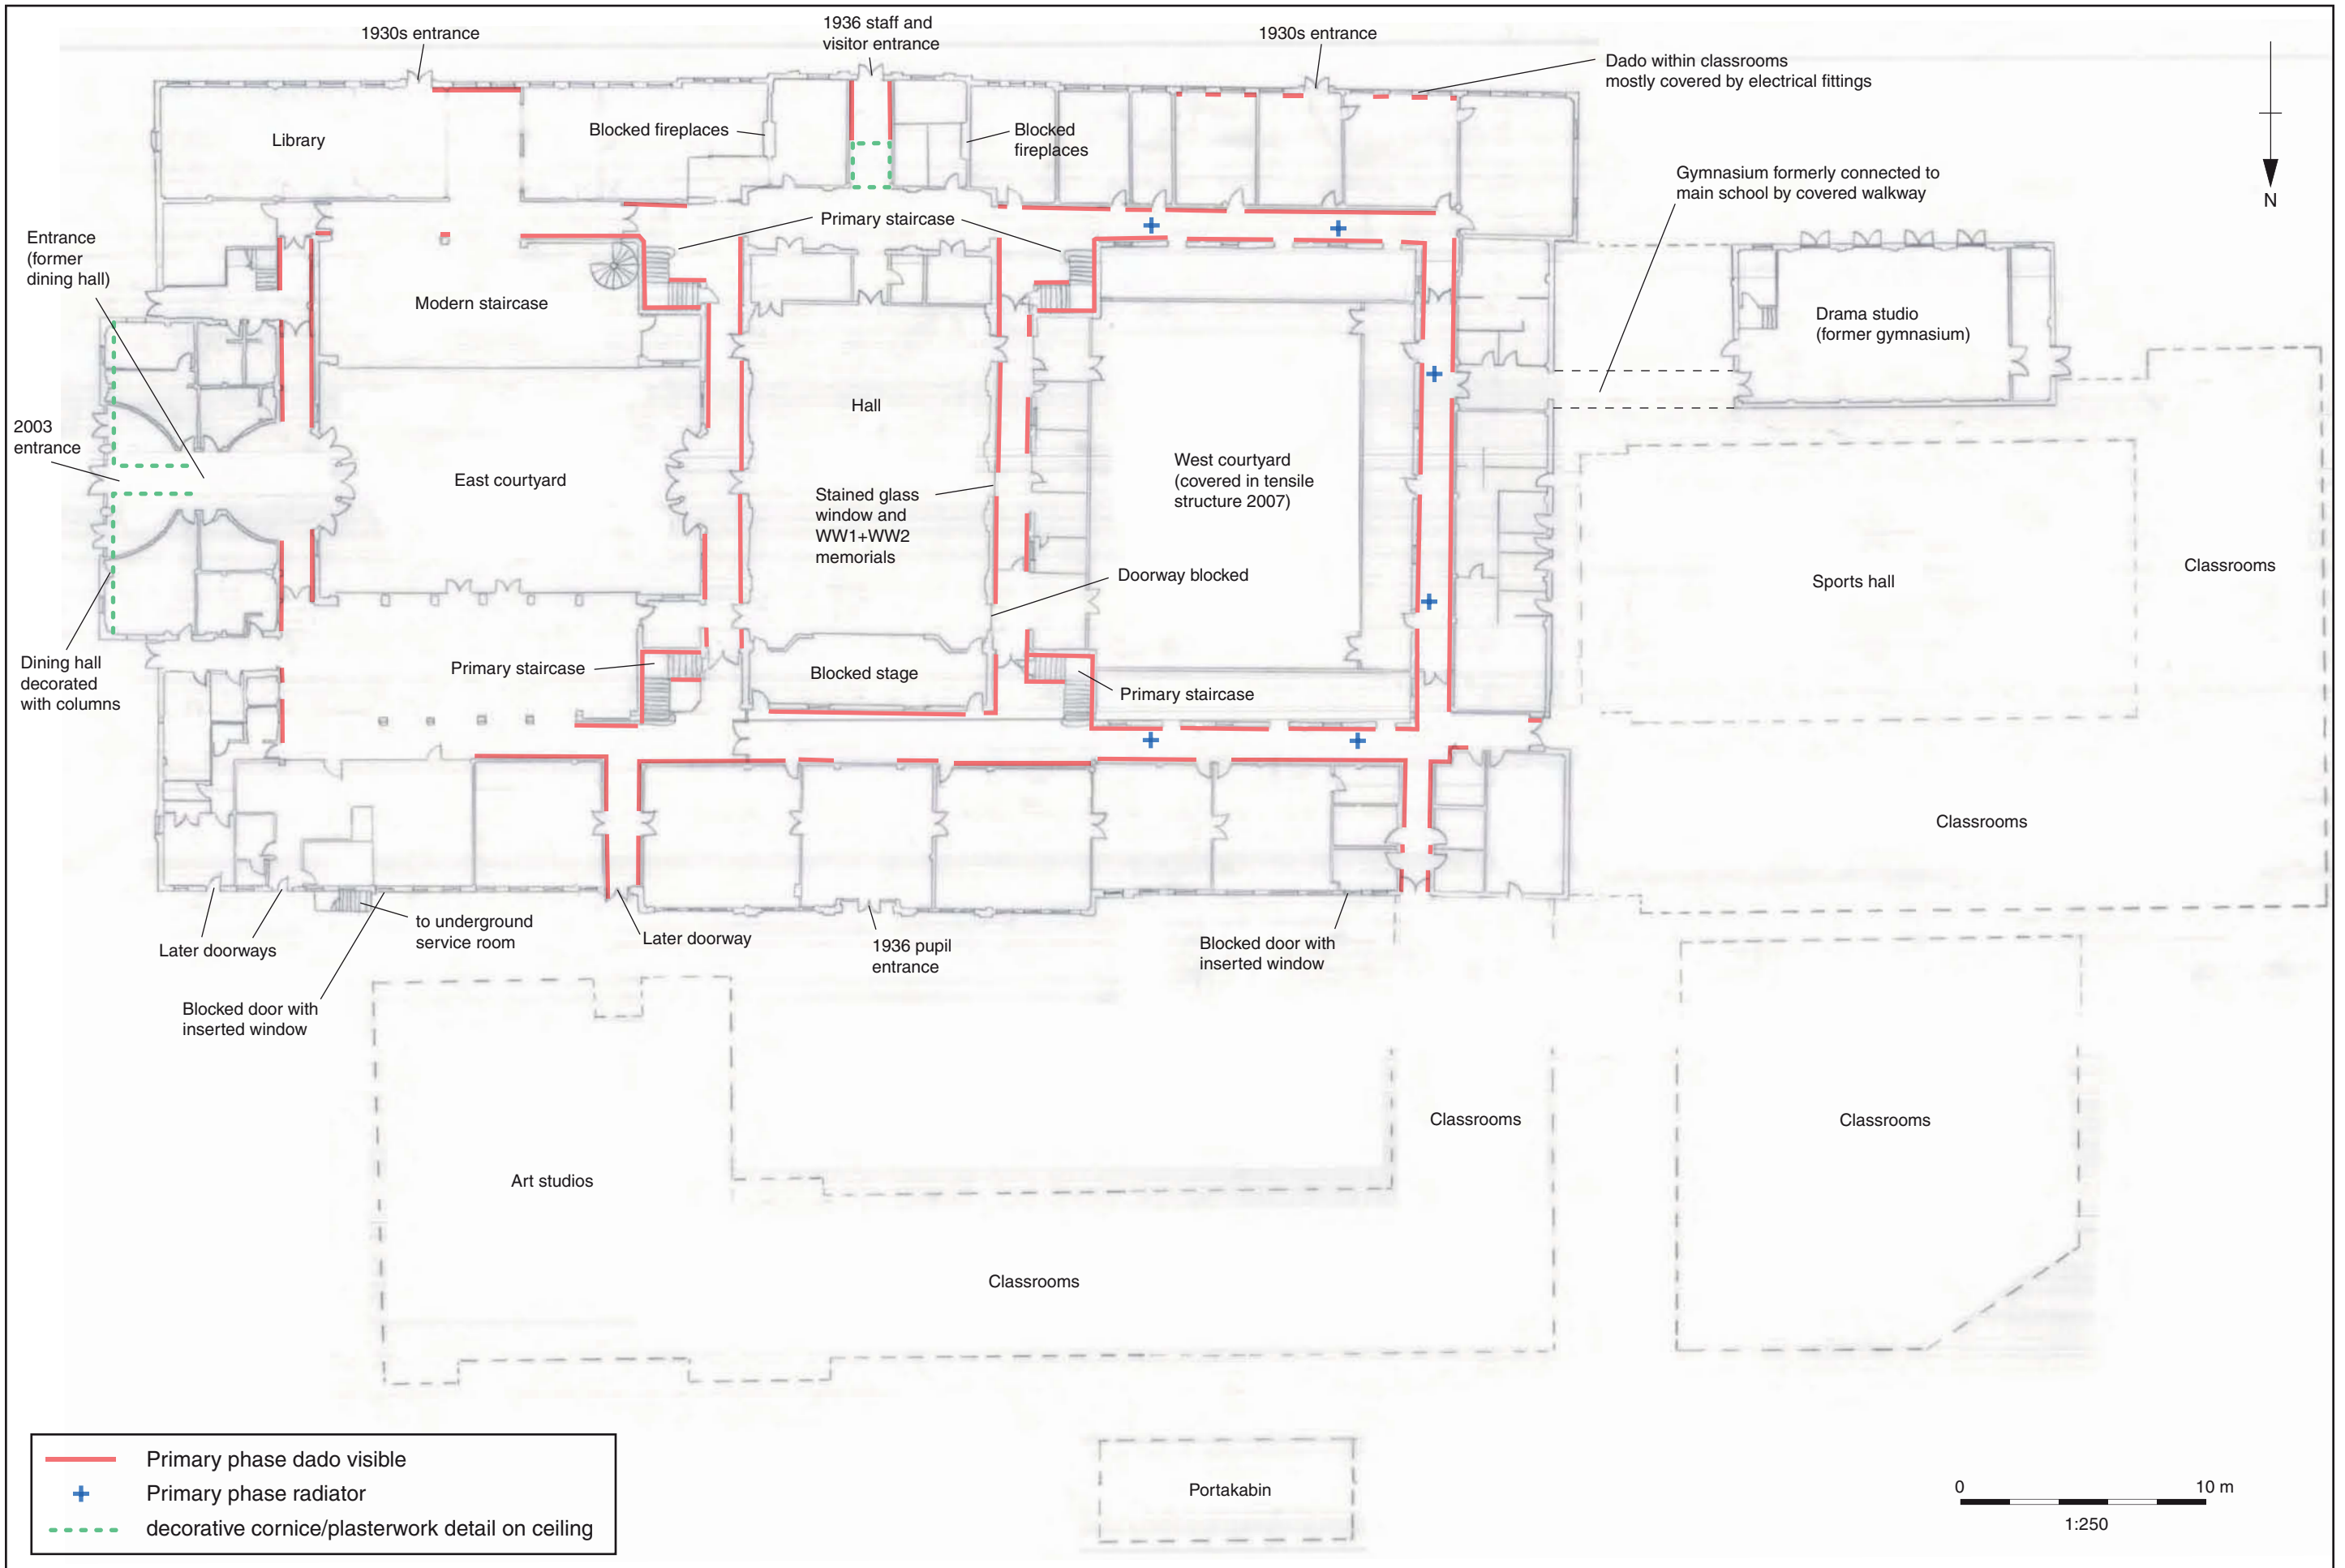 1930s entrance
1936 staff and
visitor entrance
1930s entrance
Dado within classrooms
mostly covered by electrical fittings
Library
Blocked fireplaces
Blocked
fireplaces
Gymnasium formerly connected to
main school by covered walkway
N
Primary staircase
Entrance
(former
dining hall)
Modern staircase
Drama studio
(former gymnasium)
Hall
2003
entrance
East courtyard
West courtyard
(covered in tensile
structure 2007)
Stained glass
window and
WW1+WW2
memorials
Doorway blocked
Sports hall
Classrooms
Dining hall
decorated
with columns
Primary staircase
Blocked stage
Primary staircase
Classrooms
to underground
service room
Later doorways
Later doorway
1936 pupil
entrance
Blocked door with
inserted window
Blocked door with
inserted window
Classrooms
Classrooms
Art studios
Classrooms
Primary phase dado visible
Primary phase radiator
decorative cornice/plasterwork detail on ceiling
Portakabin
0 10 m
1:250